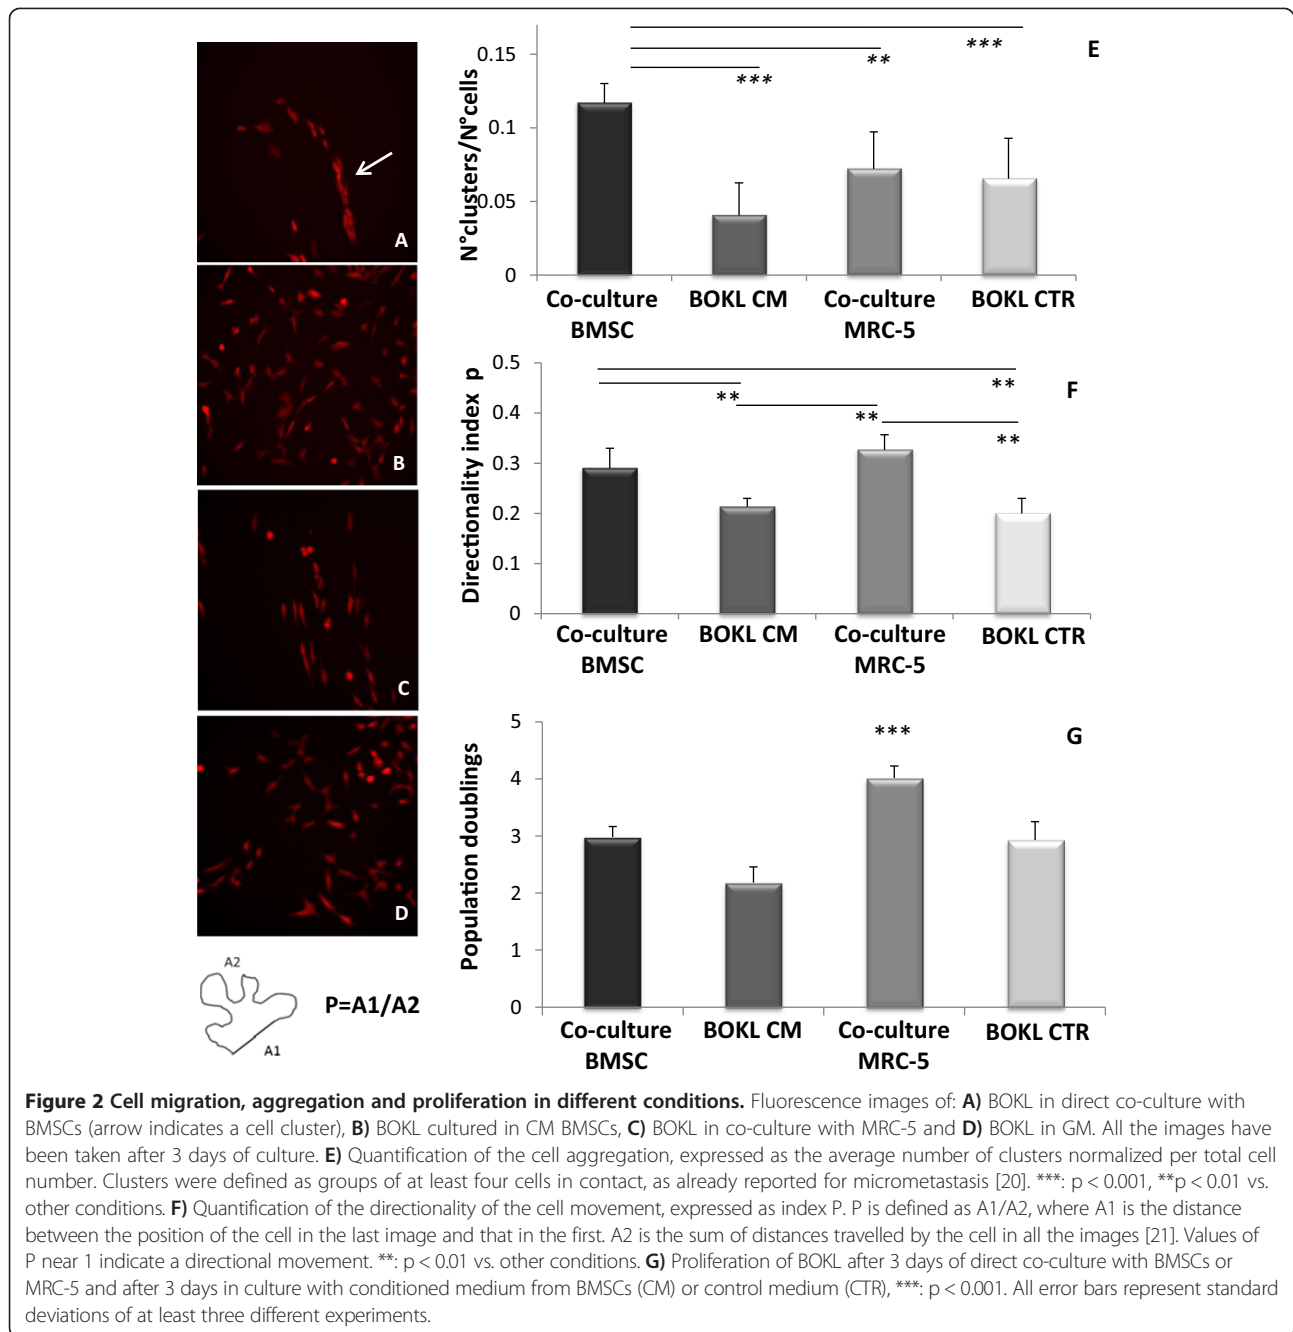 A
B
C
D
A2
A1
P=A1/A2
E
N°clusters/N°cells
0.15
0.1
0.05
0
***
**
***
Co-culture BMSC
BOKL CM
Co-culture MRC-5
BOKL CTR
F
Directionality index p
0.5
0.4
0.3
0.2
0.1
0
**
**
**
**
Co-culture BMSC
BOKL CM
Co-culture MRC-5
BOKL CTR
G
Population doublings
5
4
3
2
1
0
***
Co-culture BMSC
BOKL CM
Co-culture MRC-5
BOKL CTR
Figure 2 Cell migration, aggregation and proliferation in different conditions. Fluorescence images of: A) BOKL in direct co-culture with
BMSCs (arrow indicates a cell cluster), B) BOKL cultured in CM BMSCs, C) BOKL in co-culture with MRC-5 and D) BOKL in GM. All the images have
been taken after 3 days of culture. E) Quantification of the cell aggregation, expressed as the average number of clusters normalized per total cell
number. Clusters were defined as groups of at least four cells in contact, as already reported for micrometastasis [20]. ***: p < 0.001, **p < 0.01 vs.
other conditions. F) Quantification of the directionality of the cell movement, expressed as index P. P is defined as A1/A2, where A1 is the distance
between the position of the cell in the last image and that in the first. A2 is the sum of distances travelled by the cell in all the images [21]. Values of
P near 1 indicate a directional movement. **: p < 0.01 vs. other conditions. G) Proliferation of BOKL after 3 days of direct co-culture with BMSCs or
MRC-5 and after 3 days in culture with conditioned medium from BMSCs (CM) or control medium (CTR), ***: p < 0.001. All error bars represent standard
deviations of at least three different experiments.